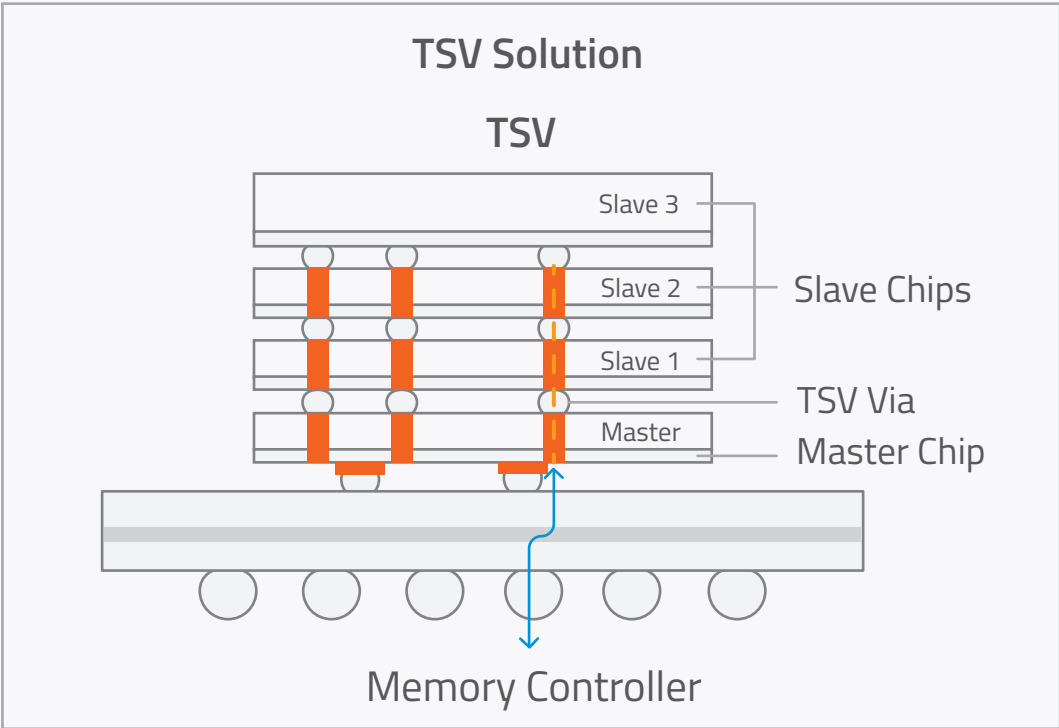 TSV Solution
TSV
Slave 3
Slave 2
Slave Chips
Slave 1
TSV Via
Master
Master Chip
Memory Controller